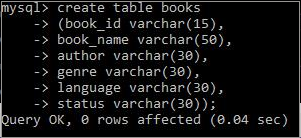 mysql> create table books
-> (book_id varchar(15),
-> book_name varchar(50),
-> author varchar(30),
-> genre varchar(30),
-> language varchar(30),
-> status varchar(30));
Query OK, 0 rows affected (0.04 sec)